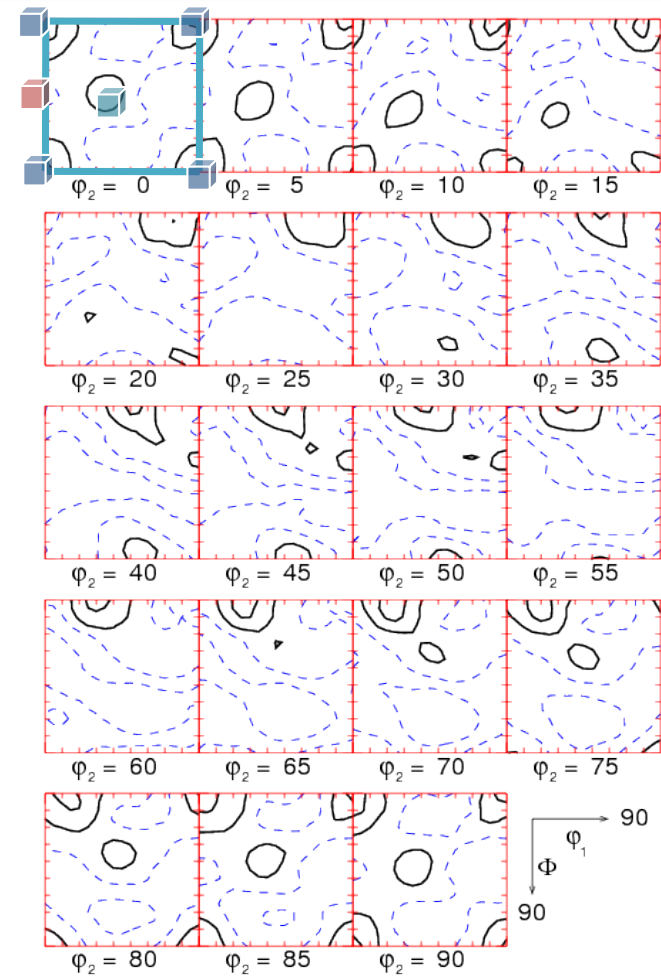 φ₂ = 0 φ₂ = 5 φ₂ = 10 φ₂ = 15
φ₂ = 20 φ₂ = 25 φ₂ = 30 φ₂ = 35
φ₂ = 40 φ₂ = 45 φ₂ = 50 φ₂ = 55
φ₂ = 60 φ₂ = 65 φ₂ = 70 φ₂ = 75
90
φ₁
Φ
90
φ₂ = 80 φ₂ = 85 φ₂ = 90